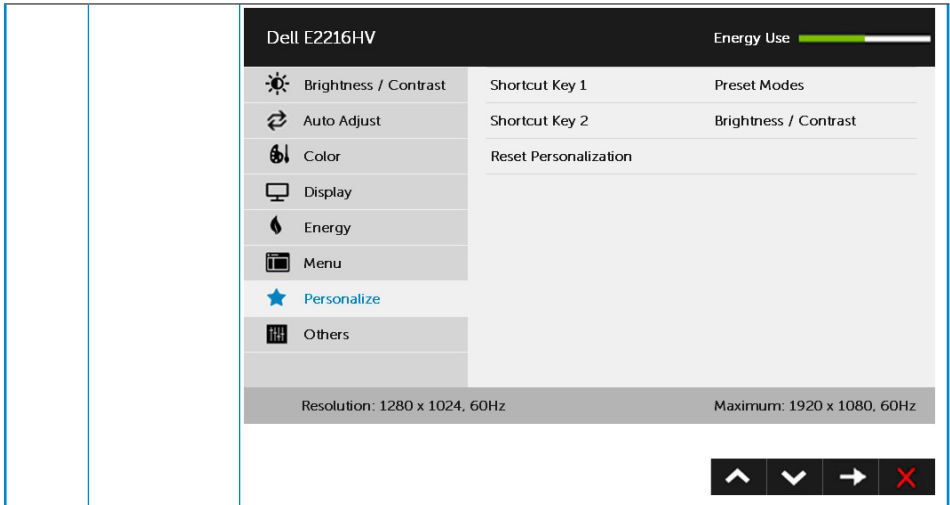 Dell E2216HV
Energy Use
Brightness / Contrast
Auto Adjust
Color
Display
Energy
Menu
Personalize
Others
Shortcut Key 1 Preset Modes
Shortcut Key 2 Brightness / Contrast
Reset Personalization
Resolution: 1280 x 1024, 60Hz
Maximum: 1920 x 1080, 60Hz